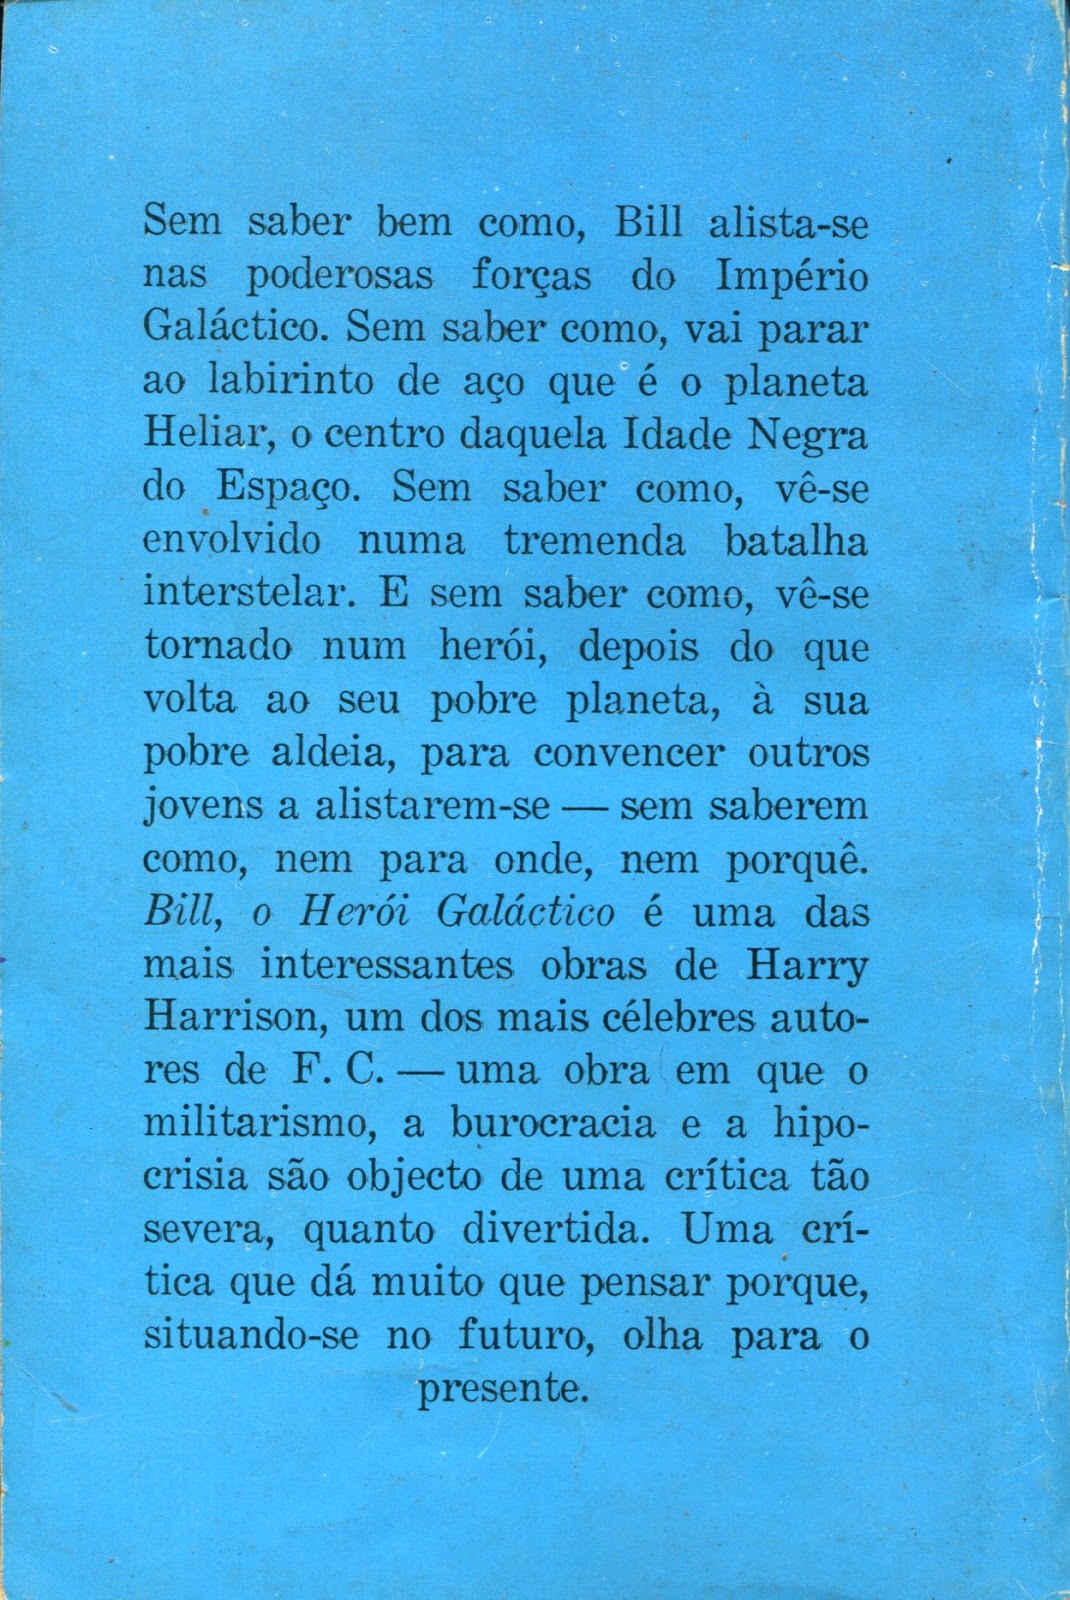 Sem saber bem como, Bill alista-se
nas poderosas forças do Império
Galáctico. Sem saber como, vai parar
ao labirinto de aço que é o planeta
Heliar, o centro daquela Idade Negra
do Espaço. Sem saber como, vê-se
envolvido numa tremenda batalha
interstelar. E sem saber como, vê-se
tornado num herói, depois do que
volta ao seu pobre planeta, à sua
pobre aldeia, para convencer outros
jovens a alistarem-se — sem saberem
como, nem para onde, nem porquê.
Bill, o Herói Galáctico é uma das
mais interessantes obras de Harry
Harrison, um dos mais célebres auto-
res de F. C. — uma obra em que o
militarismo, a burocracia e a hipo-
crisia são objecto de uma crítica tão
severa, quanto divertida. Uma crí-
tica que dá muito que pensar porque,
situando-se no futuro, olha para o
presente.